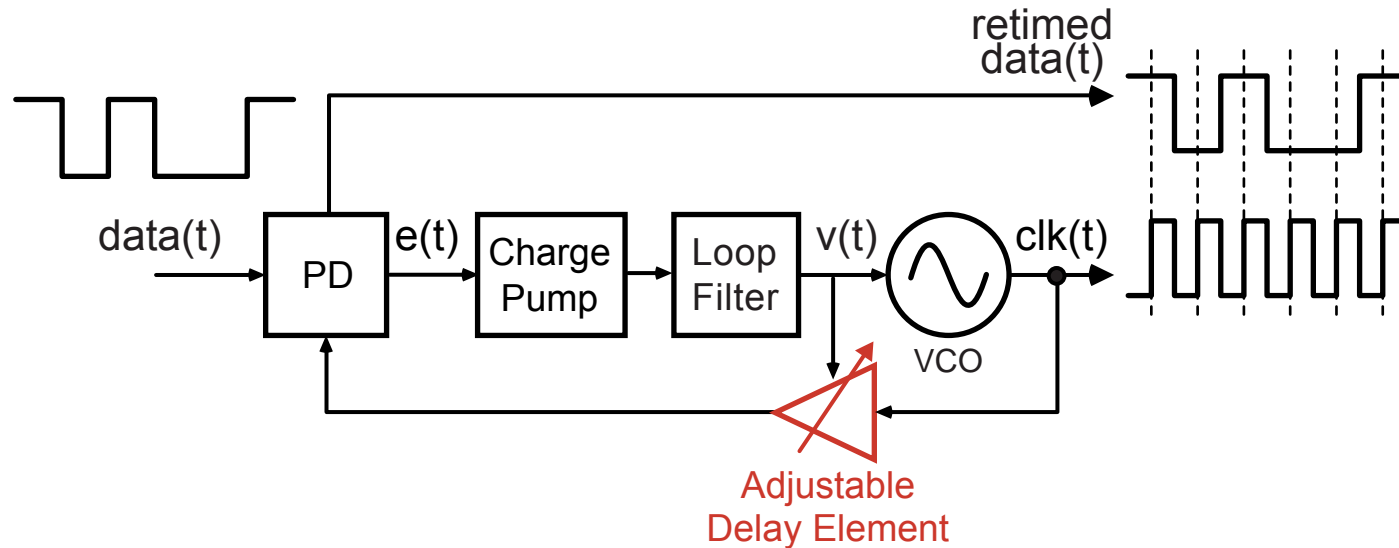 retimed
data(t)
data(t)
PD
e(t)
Charge
Pump
Loop
Filter
v(t)
VCO
clk(t)
Adjustable
Delay Element